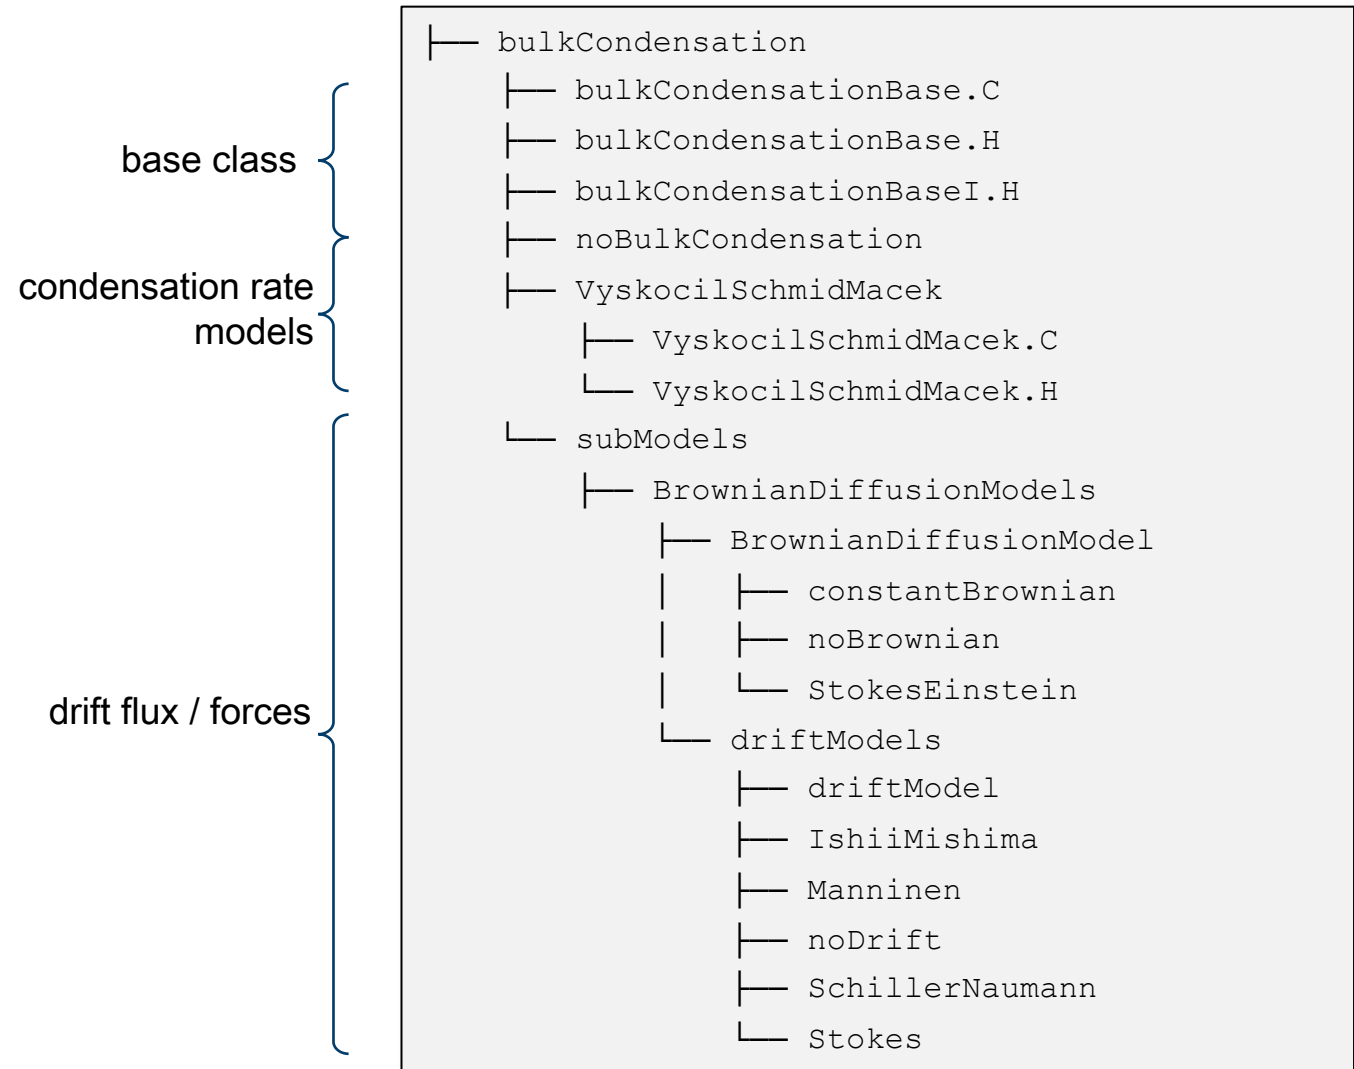 base class
condensation rate
models
drift flux / forces
├── bulkCondensation
    ├── bulkCondensationBase.C
    ├── bulkCondensationBase.H
    ├── bulkCondensationBaseI.H
    ├── noBulkCondensation
    ├── VyskocilSchmidMacek
        ├── VyskocilSchmidMacek.C
        └── VyskocilSchmidMacek.H
    └── subModels
        ├── BrownianDiffusionModels
            ├── BrownianDiffusionModel
            │   ├── constantBrownian
            │   ├── noBrownian
            │   └── StokesEinstein
            └── driftModels
                ├── driftModel
                ├── IshiiMishima
                ├── Manninen
                ├── noDrift
                ├── SchillerNaumann
                └── Stokes